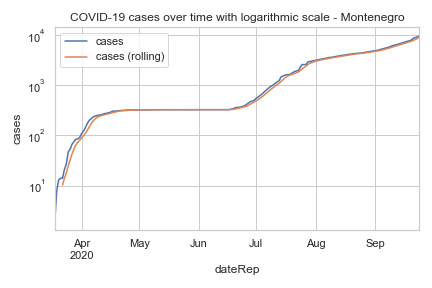 COVID-19 cases over time with logarithmic scale - Montenegro
cases
cases (rolling)
10⁴
10³
10²
10¹
cases
Apr
2020
May
Jun
Jul
Aug
Sep
dateRep